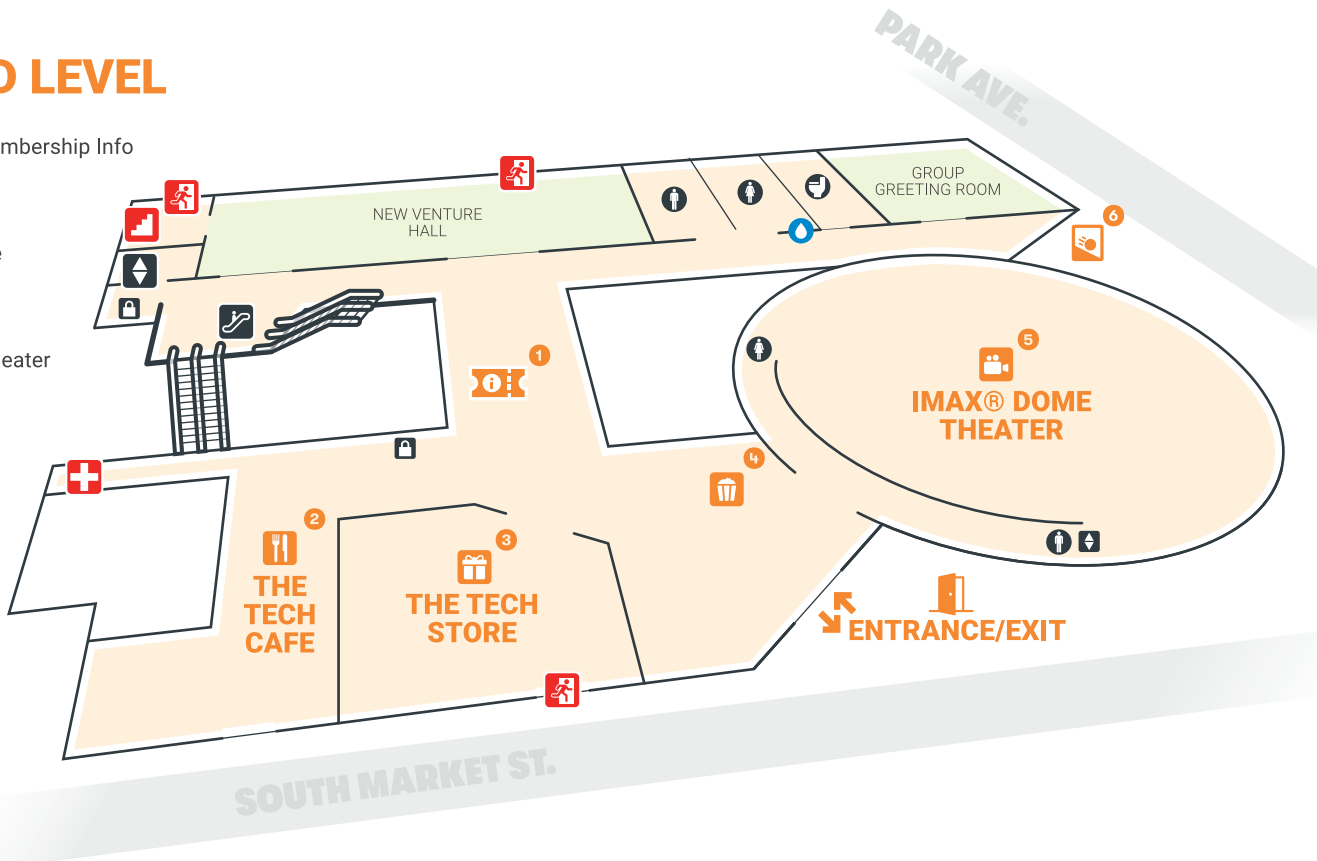 D LEVEL
mbership Info
e
eater
PARK AVE.
NEW VENTURE
HALL
GROUP
GREETING ROOM
6
1
5
IMAX® DOME
THEATER
4
2
THE
TECH
CAFE
3
THE TECH
STORE
ENTRANCE/EXIT
SOUTH MARKET ST.